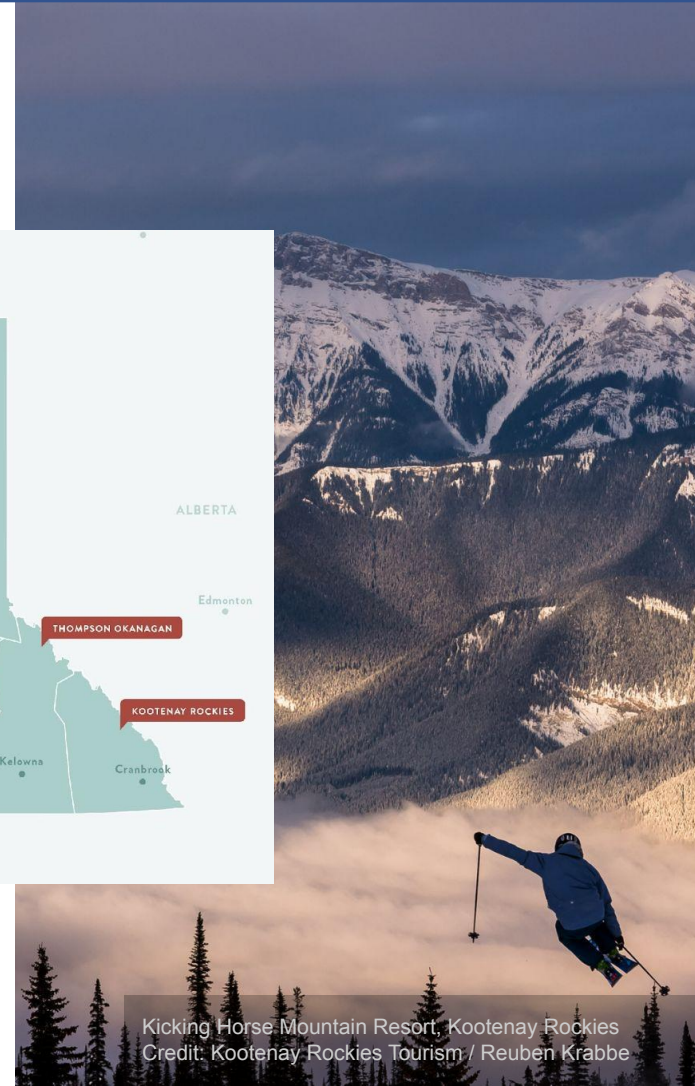 ALBERTA
Edmonton
THOMPSON OKANAGAN
KOOTENAY ROCKIES
Kelowna
Cranbrook
Kicking Horse Mountain Resort, Kootenay Rockies
Credit: Kootenay Rockies Tourism / Reuben Krabbe